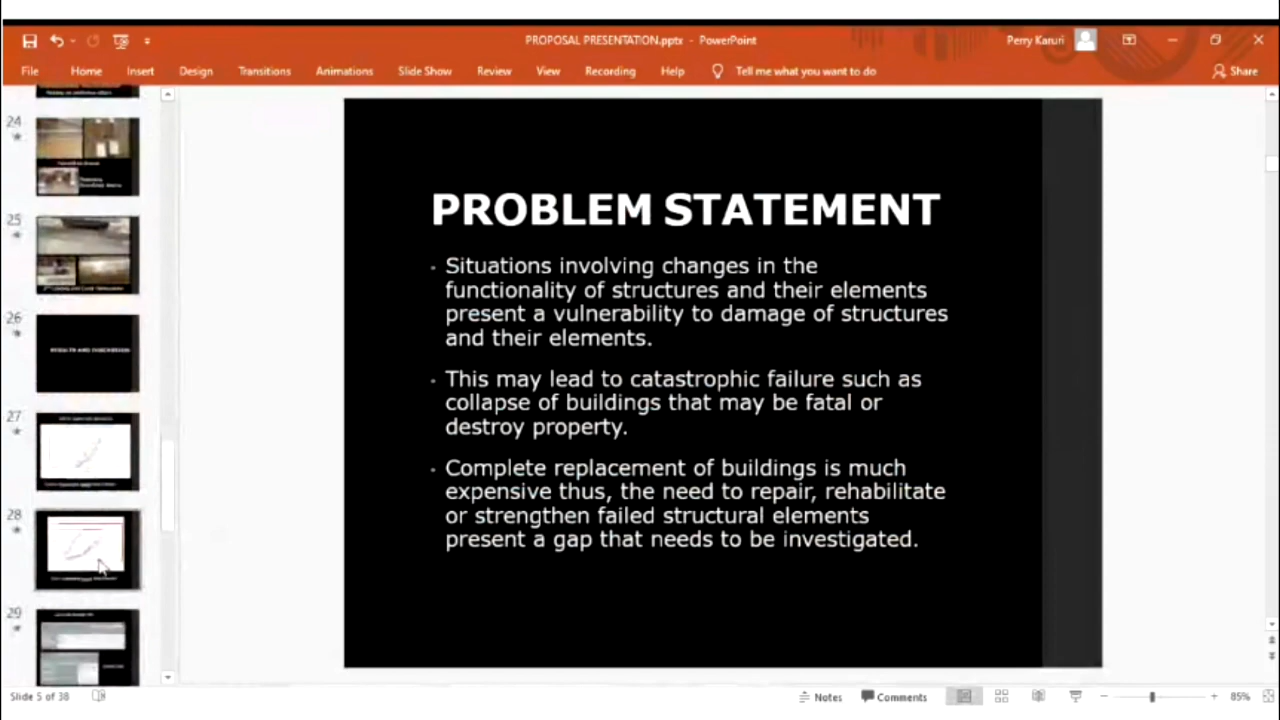 PROPOSAL PRESENTATION.pptx - PowerPoint
Perry Karuri
File Home Insert Design Transitions Animations Slide Show Review View Recording Help Tell me what you want to do Share
24
25
26
RESULTS AND DISCUSSION
27
28
29
PROBLEM STATEMENT
• Situations involving changes in the
functionality of structures and their elements
present a vulnerability to damage of structures
and their elements.
• This may lead to catastrophic failure such as
collapse of buildings that may be fatal or
destroy property.
• Complete replacement of buildings is much
expensive thus, the need to repair, rehabilitate
or strengthen failed structural elements
present a gap that needs to be investigated.
Slide 5 of 38
Notes Comments 85%